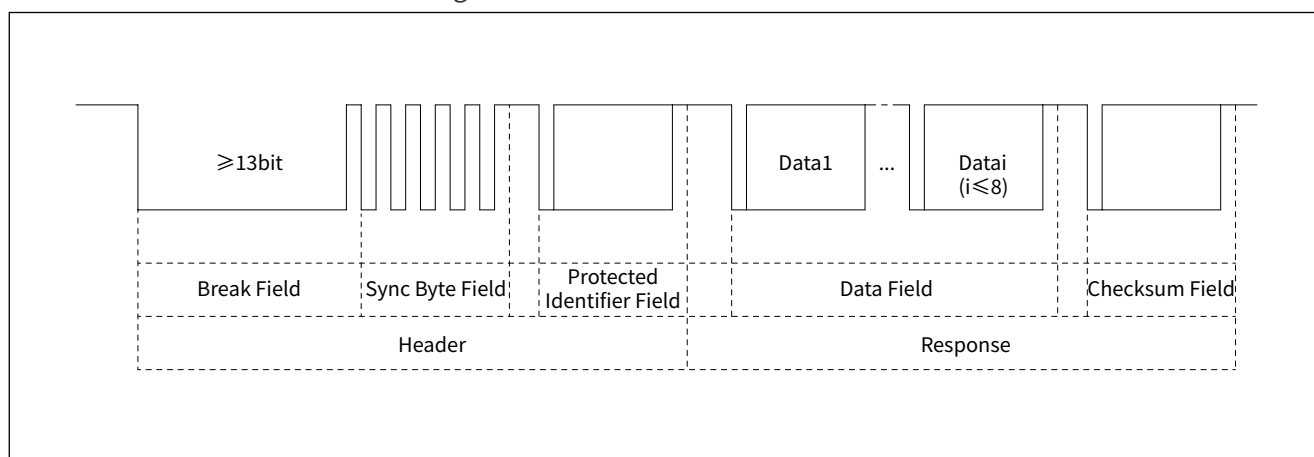 ≥13bit
Data1
...
Datai
(i≤8)
Break Field
Sync Byte Field
Protected
Identifier Field
Data Field
Checksum Field
Header
Response